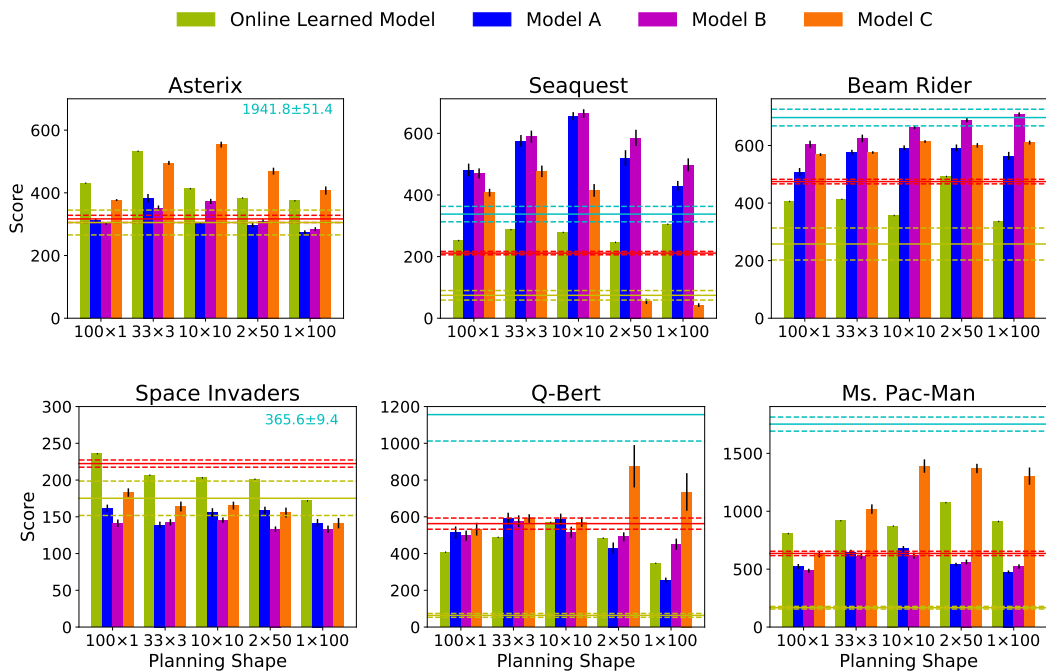 Online Learned Model Model A Model B Model C
Asterix
1941.8±51.4
Score
600
400
200
0
100×1 33×3 10×10 2×50 1×100
Seaquest
600
400
200
0
100×1 33×3 10×10 2×50 1×100
Beam Rider
600
400
200
0
100×1 33×3 10×10 2×50 1×100
Space Invaders
365.6±9.4
Score
300
250
200
150
100
50
0
100×1 33×3 10×10 2×50 1×100
Planning Shape
Q-Bert
1200
1000
800
600
400
200
0
100×1 33×3 10×10 2×50 1×100
Planning Shape
Ms. Pac-Man
1500
1000
500
0
100×1 33×3 10×10 2×50 1×100
Planning Shape